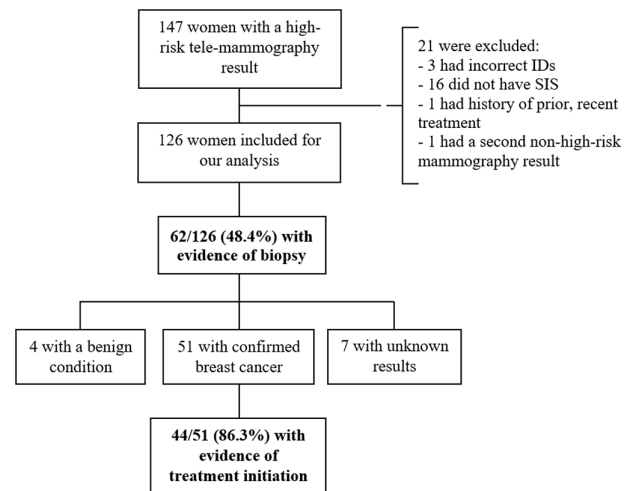 147 women with a high-
risk tele-mammography
result
21 were excluded:
- 3 had incorrect IDs
- 16 did not have SIS
- 1 had history of prior, recent
treatment
- 1 had a second non-high-risk
mammography result
126 women included for
our analysis
62/126 (48.4%) with
evidence of biopsy
4 with a benign
condition
51 with confirmed
breast cancer
7 with unknown
results
44/51 (86.3%) with
evidence of
treatment initiation